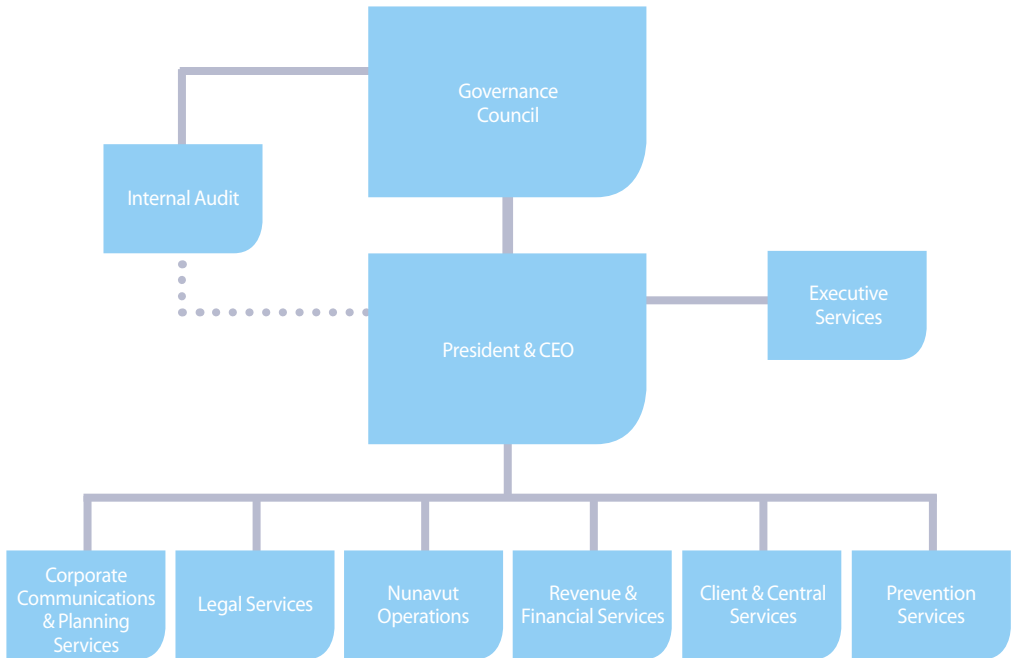 Governance
Council
Internal Audit
Executive
Services
President & CEO
Corporate
Communications
& Planning
Services
Legal Services
Nunavut
Operations
Revenue &
Financial Services
Client & Central
Services
Prevention
Services